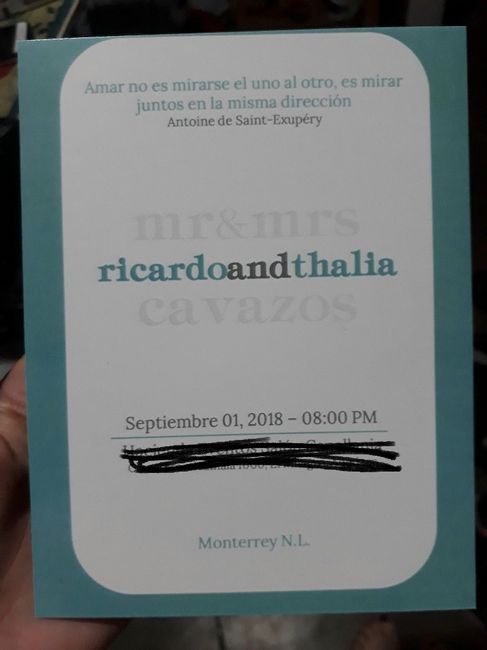 Amar no es mirarse el uno al otro, es mirar
juntos en la misma dirección
Antoine de Saint-Exupéry
mr&mrs
ricardoandthalia
cavazos
Septiembre 01, 2018 – 08:00 PM
Monterrey N.L.